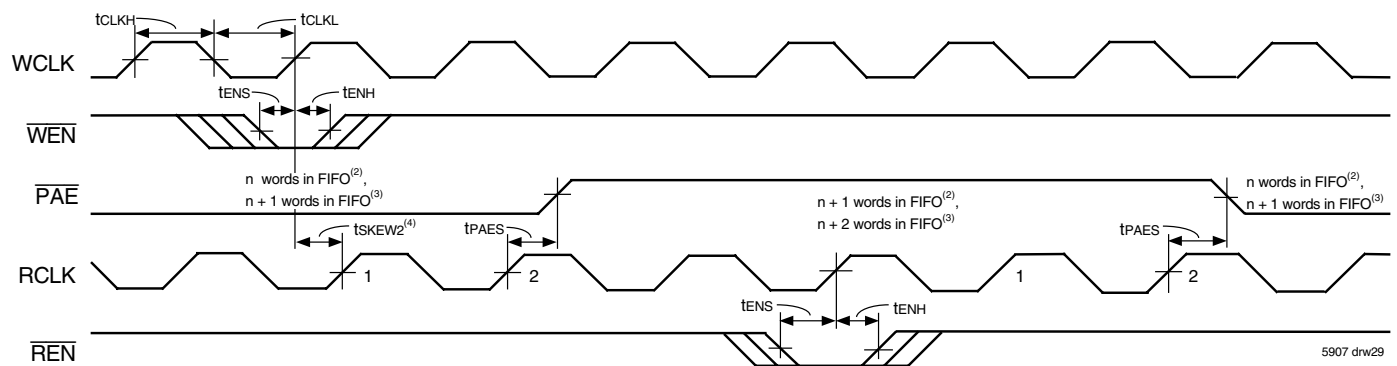 tCLKH
tCLKL
WCLK
tENS
tENH
WEN
n words in FIFO(2),
n + 1 words in FIFO(3)
PAE
n + 1 words in FIFO(2),
n + 2 words in FIFO(3)
n words in FIFO(2),
n + 1 words in FIFO(3)
tSKEW2(4)
tPAES
tPAES
RCLK
1
2
1
2
tENS
tENH
REN
5907 drw29